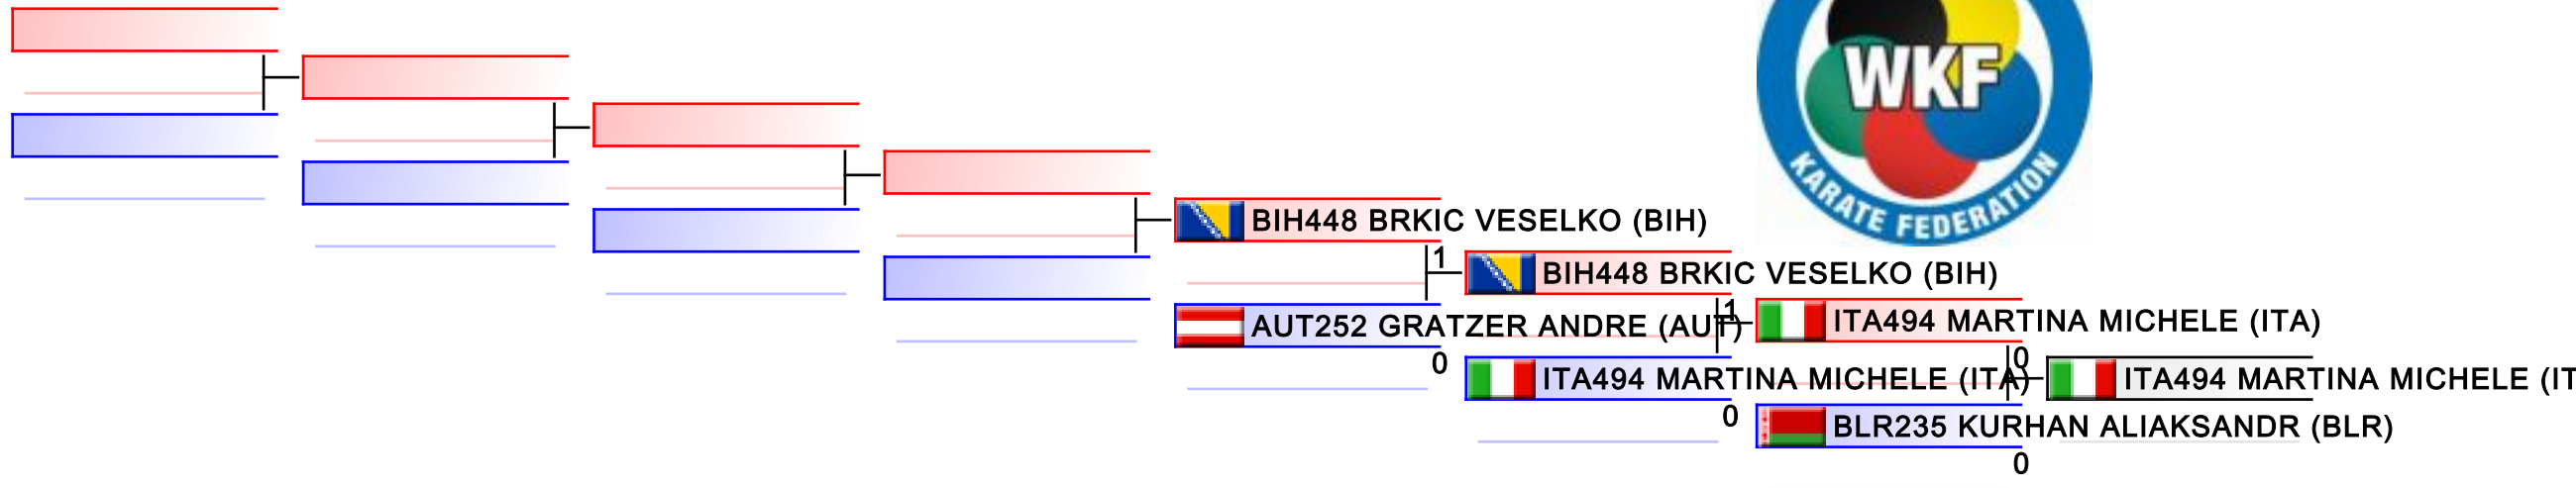 WKF
KARATE FEDERATION
BIH448 BRKIC VESELKO (BIH)
1
BIH448 BRKIC VESELKO (BIH)
AUT252 GRATZER ANDRE (AUT)
0
1
ITA494 MARTINA MICHELE (ITA)
ITA494 MARTINA MICHELE (ITA)
0
0
ITA494 MARTINA MICHELE (IT
BLR235 KURHAN ALIAKSANDR (BLR)
0